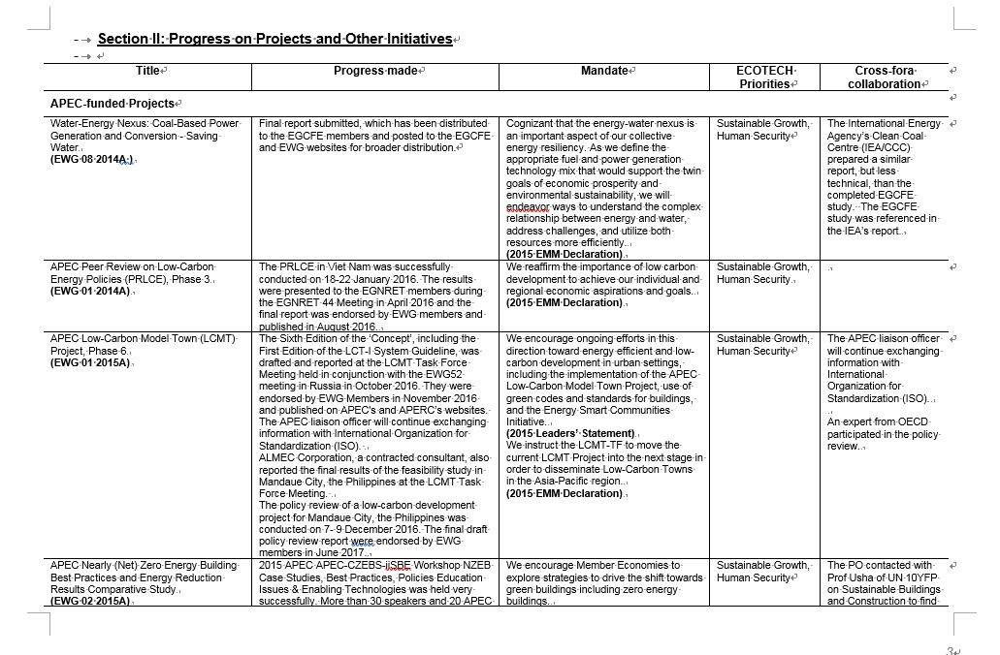 Section II: Progress on Projects and Other Initiatives
Title
Progress made
Mandate
ECOTECH
Priorities
Cross-fora
collaboration
APEC-funded Projects
Water-Energy Nexus: Coal-Based Power
Generation and Conversion - Saving
Water.
(EWG 08 2014A )
Final report submitted, which has been distributed
to the EGCFE members and posted to the EGCFE
and EWG websites for broader distribution.
Cognizant that the energy-water nexus is
an important aspect of our collective
energy resiliency. As we define the
appropriate fuel and power generation
technology mix that would support the twin
goals of economic prosperity and
environmental sustainability, we will
endeavor ways to understand the complex
relationship between energy and water,
address challenges, and utilize both
resources more efficiently.
(2015 EMM Declaration)
Sustainable Growth,
Human Security
The International Energy
Agency's Clean Coal
Centre (IEA/CCC)
prepared a similar
report, but less
technical, than the
completed EGCFE
study. The EGCFE
study was referenced in
the IEA's report.
APEC Peer Review on Low-Carbon
Energy Policies (PRLCE), Phase 3
(EWG 01 2014A)
The PRLCE in Viet Nam was successfully
conducted on 18-22 January 2016. The results
were presented to the EGNRET members during
the EGNRET 44 Meeting in April 2016 and the
final report was endorsed by EWG members and
published in August 2016.
We reaffirm the importance of low carbon
development to achieve our individual and
regional economic aspirations and goals.
(2015 EMM Declaration)
Sustainable Growth,
Human Security
APEC Low-Carbon Model Town (LCMT)
Project, Phase 6
(EWG 01 2015A)
The Sixth Edition of the 'Concept', including the
First Edition of the LCT-I System Guideline, was
drafted and reported at the LCMT Task Force
Meeting held in conjunction with the EWG52
meeting in Russia in October 2016. They were
endorsed by EWG Members in November 2016
and published on APEC's and APERC's websites.
The APEC liaison officer will continue exchanging
information with International Organization for
Standardization (ISO).
ALMEC Corporation, a contracted consultant, also
reported the final results of the feasibility study in
Mandaue City, the Philippines at the LCMT Task
Force Meeting.
The policy review of a low-carbon development
project for Mandaue City, the Philippines was
conducted on 7- 9 December 2016. The final draft
policy review report were endorsed by EWG
members in June 2017.
We encourage ongoing efforts in this
direction toward energy efficient and low-
carbon development in urban settings,
including the implementation of the APEC
Low-Carbon Model Town Project, use of
green codes and standards for buildings,
and the Energy Smart Communities
Initiative.
(2015 Leaders' Statement)
We instruct the LCMT-TF to move the
current LCMT Project into the next stage in
order to disseminate Low-Carbon Towns
in the Asia-Pacific region.
(2015 EMM Declaration)
Sustainable Growth,
Human Security
The APEC liaison officer
will continue exchanging
information with
International
Organization for
Standardization (ISO).
An expert from OECD
participated in the policy
review.
APEC Nearly (Net) Zero Energy Building
Best Practices and Energy Reduction
Results Comparative Study
(EWG 02 2015A)
2015 APEC APEC-CZEBS-iiSBE Workshop NZEB
Case Studies, Best Practices, Policies Education
Issues & Enabling Technologies was held very
successfully. More than 30 speakers and 20 APEC
We encourage Member Economies to
explore strategies to drive the shift towards
green buildings including zero energy
buildings.
Sustainable Growth,
Human Security
The PO contacted with
Prof Usha of UN 10YFP
on Sustainable Buildings
and Construction to find
3